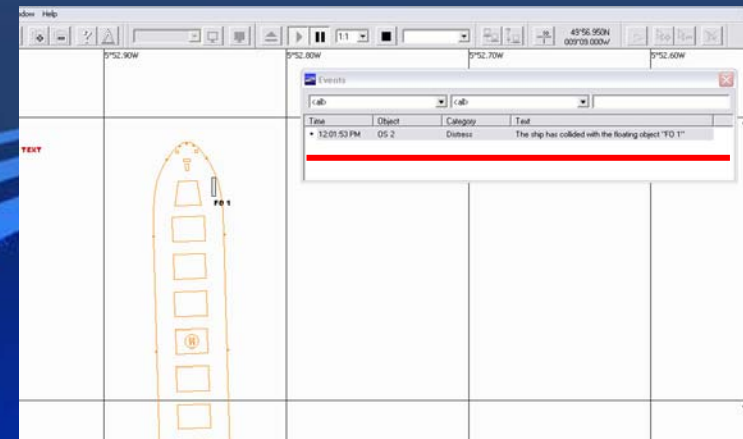 ndow Help
1:1
49°56.950N
009°09.000W
5°52.90W 5°52.80W 5°52.70W 5°52.60W
Events
<all> <all>
Time Object Category Text
12:01:53 PM OS 2 Distress The ship has collided with the floating object "FO 1"
TEXT
FO 1
H